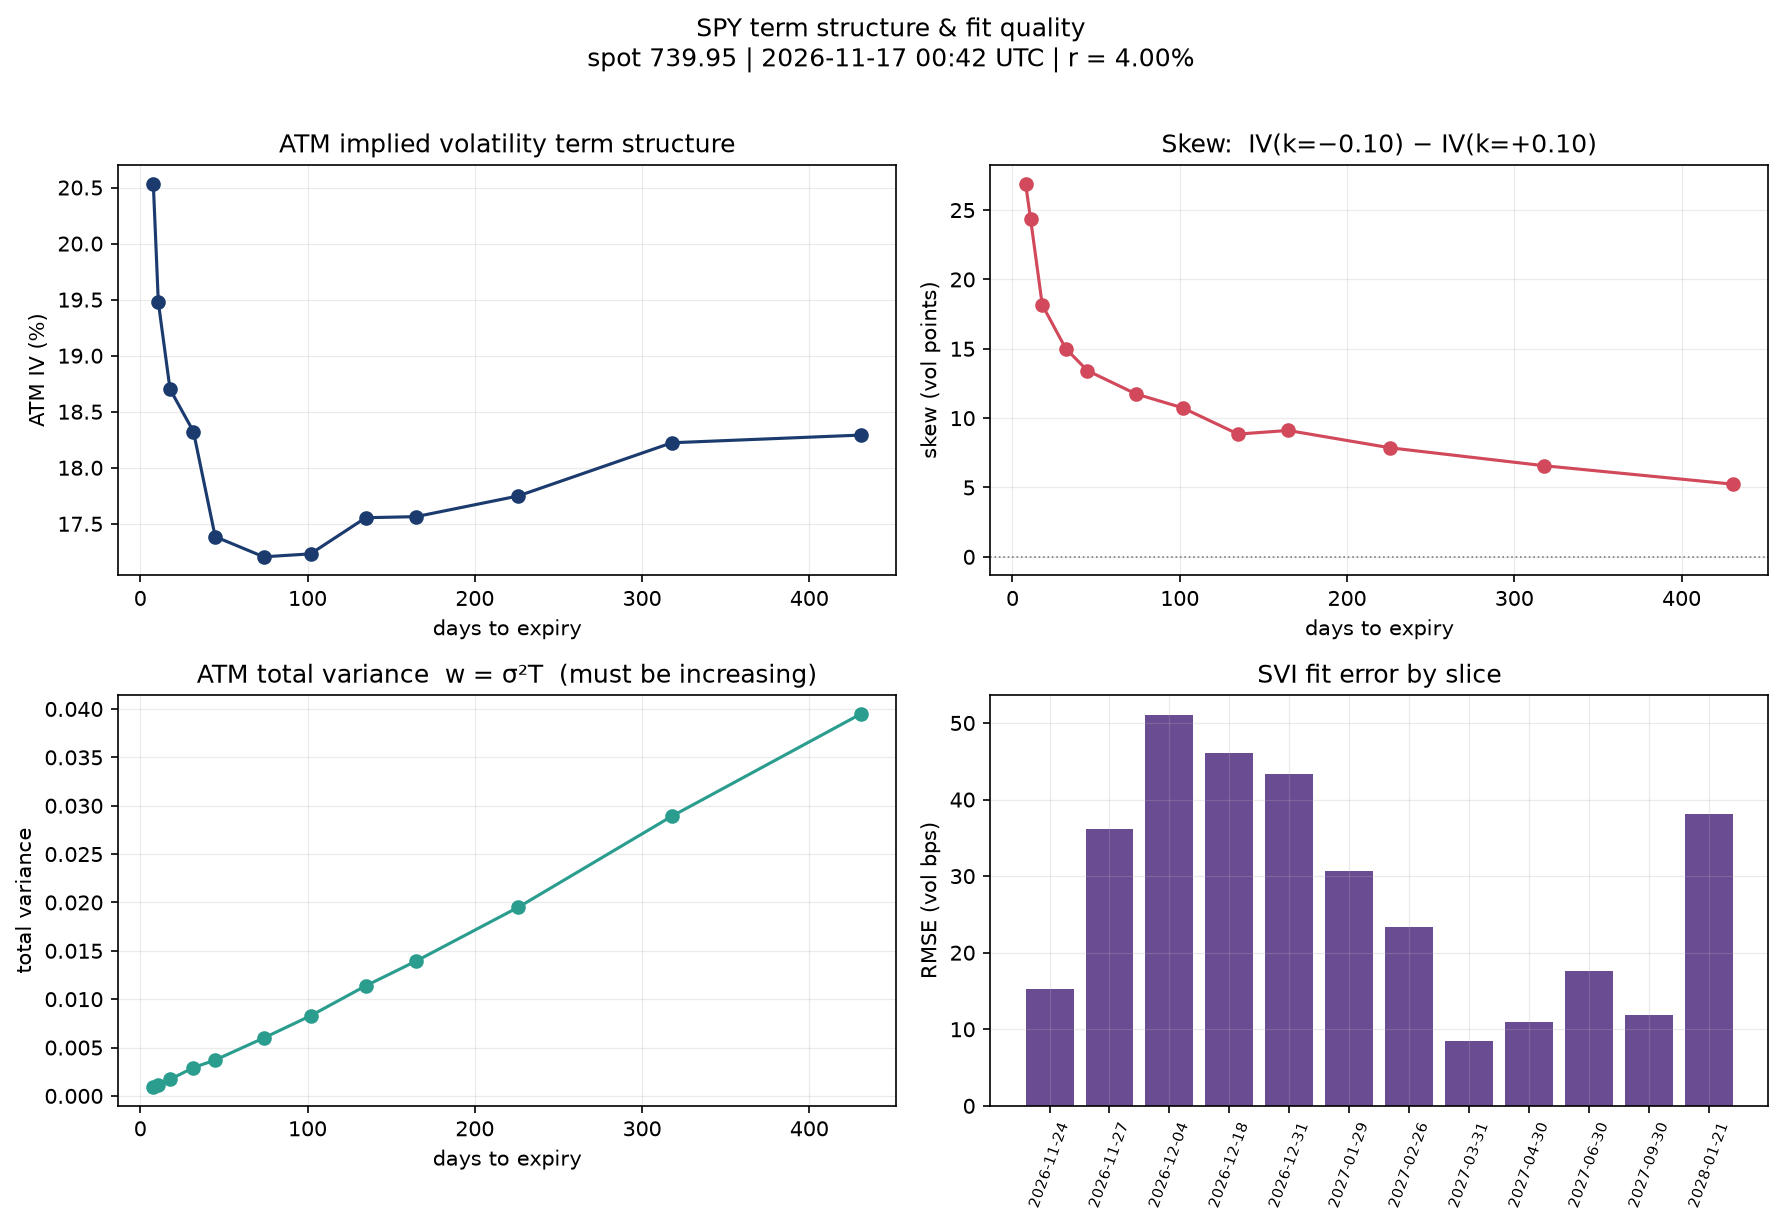 SPY term structure & fit quality
spot 739.95 | 2026-11-17 00:42 UTC | r = 4.00%
ATM implied volatility term structure
ATM IV (%)
20.5
20.0
19.5
19.0
18.5
18.0
17.5
0 100 200 300 400
days to expiry
Skew:  IV(k=−0.10) − IV(k=+0.10)
skew (vol points)
25
20
15
10
5
0
0 100 200 300 400
days to expiry
ATM total variance  w = σ²T  (must be increasing)
total variance
0.040
0.035
0.030
0.025
0.020
0.015
0.010
0.005
0.000
0 100 200 300 400
days to expiry
SVI fit error by slice
RMSE (vol bps)
50
40
30
20
10
0
2026-11-24
2026-11-27
2026-12-04
2026-12-18
2026-12-31
2027-01-29
2027-02-26
2027-03-31
2027-04-30
2027-06-30
2027-09-30
2028-01-21